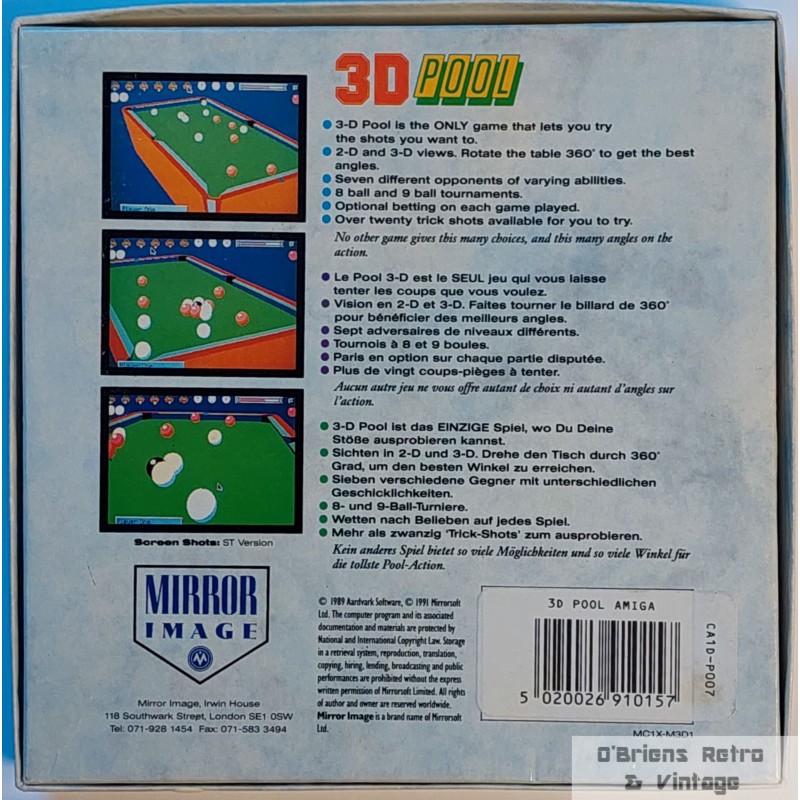 3D POOL
3-D Pool is the ONLY game that lets you try
the shots you want to.
2-D and 3-D views. Rotate the table 360° to get the best
angles.
Seven different opponents of varying abilities.
8 ball and 9 ball tournaments.
Optional betting on each game played.
Over twenty trick shots available for you to try.
No other game gives this many choices, and this many angles on the
action.
Le Pool 3-D est le SEUL jeu qui vous laisse
tenter les coups que vous voulez.
Vision en 2-D et 3-D. Faites tourner le billard de 360°
pour bénéficier des meilleurs angles.
Sept adversaires de niveaux différents.
Tournois à 8 et 9 boules.
Paris en option sur chaque partie disputée.
Plus de vingt coups-pièges à tenter.
Aucun autre jeu ne vous offre autant de choix ni autant d'angles sur
l'action.
3-D Pool ist das EINZIGE Spiel, wo Du Deine
Stöße ausprobieren kannst.
Sichten in 2-D und 3-D. Drehe den Tisch durch 360°
Grad, um den besten Winkel zu erreichen.
Sieben verschiedene Gegner mit unterschiedlichen
Geschicklichkeiten.
8- und 9-Ball-Turniere.
Wetten nach Belieben auf jedes Spiel.
Mehr als zwanzig 'Trick-Shots' zum ausprobieren.
Kein anderes Spiel bietet so viele Möglichkeiten und so viele Winkel für
die tollste Pool-Action.
Player One
Player One
Screen Shots: ST Version
MIRROR
IMAGE
M
Mirror Image, Irwin House
118 Southwark Street, London SE1 0SW
Tel: 071-928 1454 Fax: 071-583 3494
© 1989 Aardvark Software, © 1991 Mirrorsoft
Ltd. The computer program and its associated
documentation and materials are protected by
National and International Copyright Law. Storage
in a retrieval system, reproduction, translation,
copying, hiring, lending, broadcasting and public
performances are prohibited without the express
written permission of Mirrorsoft Limited. All rights
of author and owner are reserved worldwide.
Mirror Image is a brand name of Mirrorsoft
Ltd.
3D POOL AMIGA
5 020026 910157
CA1D-P007
MC1X-M3D1
O'Briens Retro
& Vintage